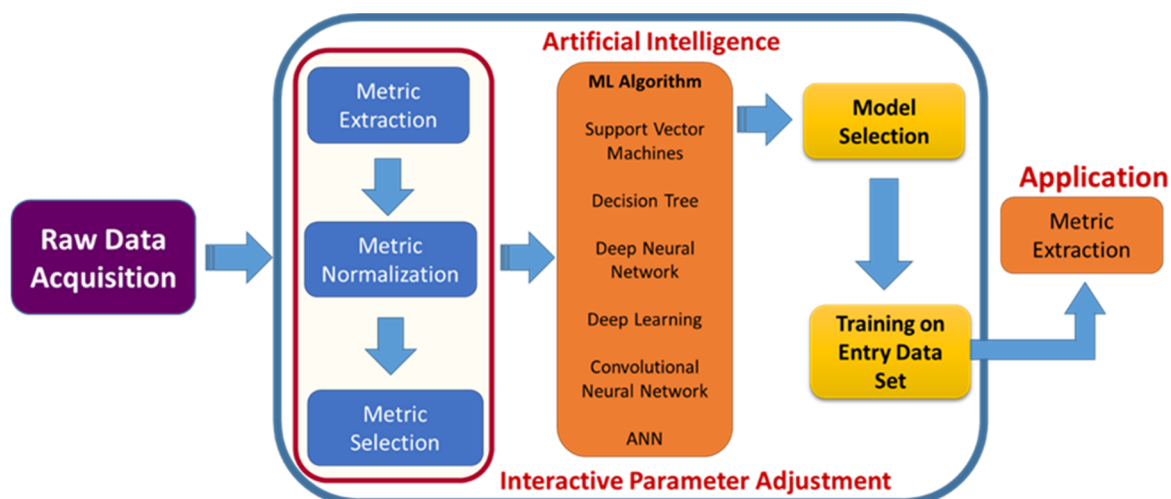 Artificial Intelligence
Raw Data
Acquisition
Metric
Extraction
Metric
Normalization
Metric
Selection
ML Algorithm
Support Vector
Machines
Decision Tree
Deep Neural
Network
Deep Learning
Convolutional
Neural Network
ANN
Model
Selection
Training on
Entry Data
Set
Interactive Parameter Adjustment
Application
Metric
Extraction